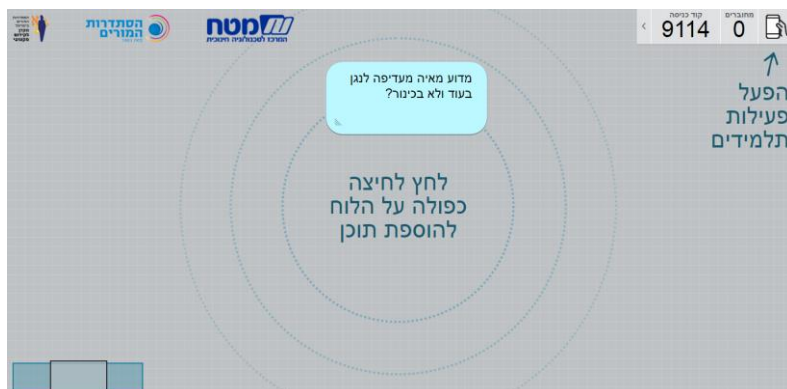 הסתדרות
המורים
מטח
המרכז לטכנולוגיה חינוכית
קוד כניסה
9114
מחוברים
0
מדוע מאיה מעדיפה לנגן
בעוד ולא בכינור?
הפעל
פעילות
תלמידים
לחץ לחיצה
כפולה על הלוח
להוספת תוכן